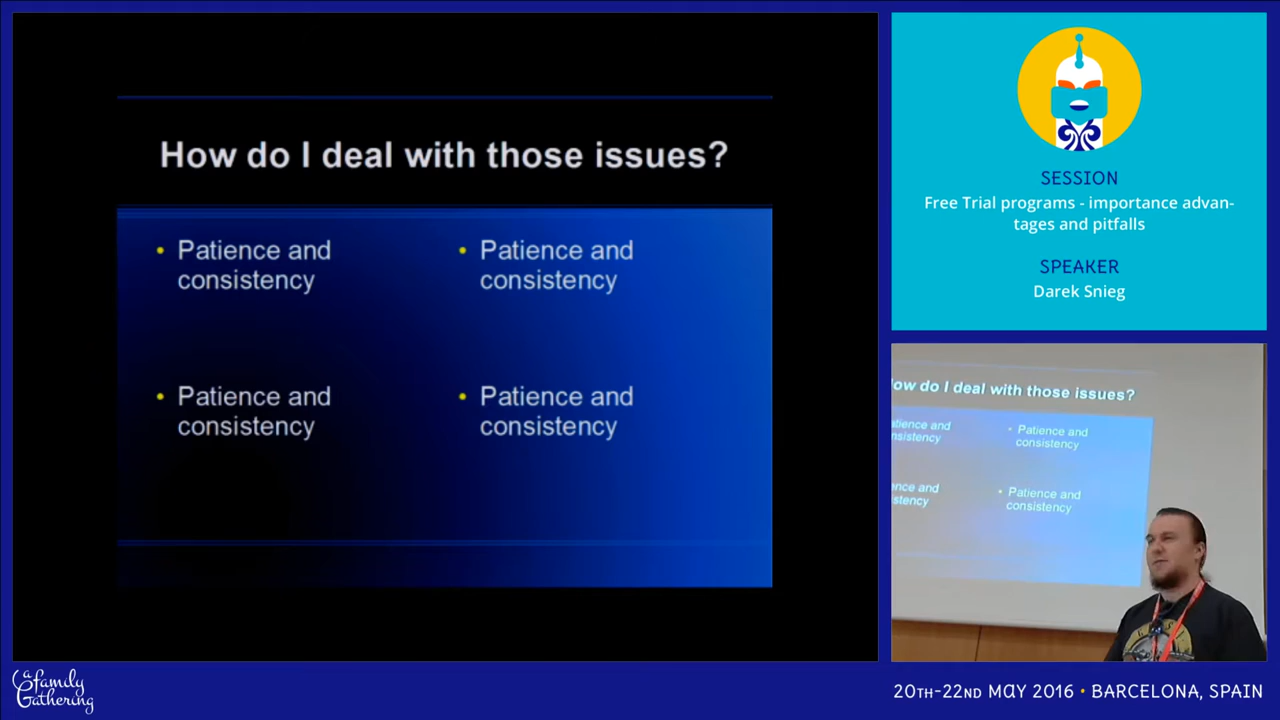 How do I deal with those issues?
• Patience and
consistency
• Patience and
consistency
• Patience and
consistency
• Patience and
consistency
SESSION
Free Trial programs - importance advan-
tages and pitfalls
SPEAKER
Darek Snieg
ow do I deal with those issues?
atience and
nsistency
• Patience and
consistency
ence and
stency
• Patience and
consistency
a Family
Gathering
20TH-22ND MAY 2016 • BARCELONA, SPAIN